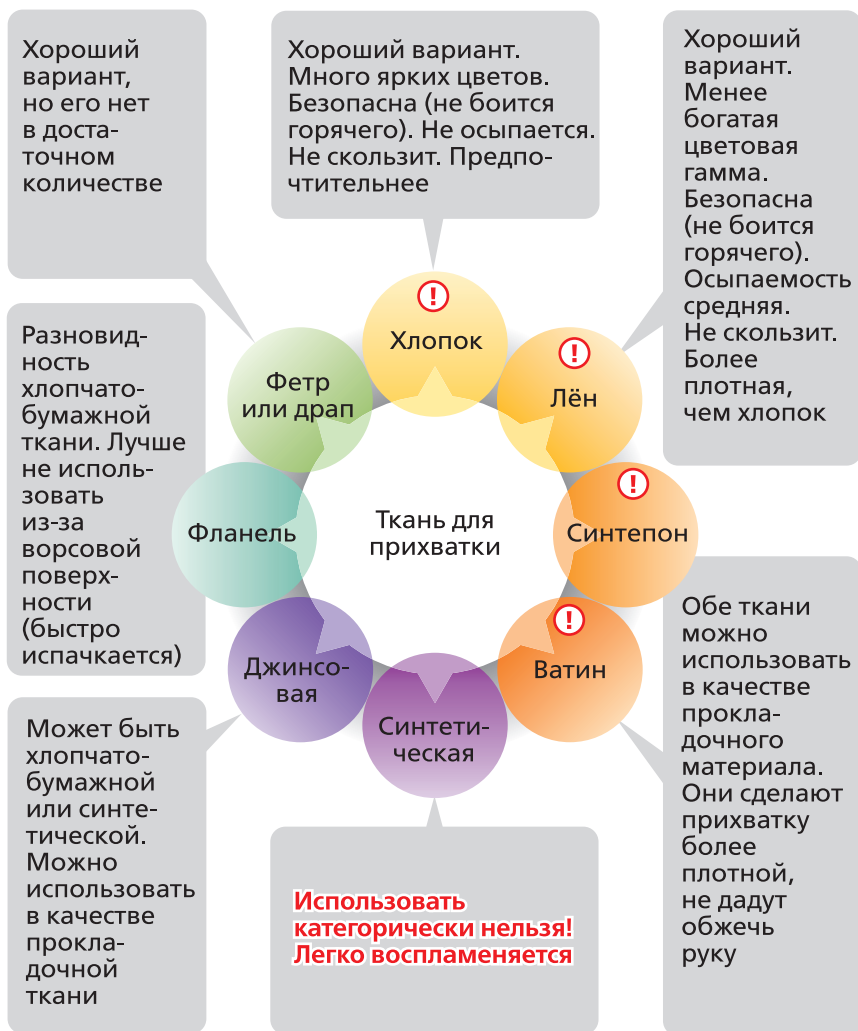 Хороший
вариант,
но его нет
в доста-
точном
количестве
Хороший вариант.
Много ярких цветов.
Безопасна (не боится
горячего). Не осыпается.
Не скользит. Предпо-
чтительнее
Хороший
вариант.
Менее
богатая
цветовая
гамма.
Безопасна
(не боится
горячего).
Осыпаемость
средняя.
Не скользит.
Более
плотная,
чем хлопок
Разновид-
ность
хлопчато-
бумажной
ткани. Лучше
не исполь-
зовать
из-за
ворсовой
поверх-
ности
(быстро
испачкается)
!
Хлопок
!
Лён
Фетр
или драп
!
Синтепон
Фланель
Ткань для
прихватки
!
Ватин
Джинсо-
вая
Синтети-
ческая
Обе ткани
можно
использовать
в качестве
прокла-
дочного
материала.
Они сделают
прихватку
более
плотной,
не дадут
обжечь
руку
Может быть
хлопчато-
бумажной
или синте-
тической.
Можно
использовать
в качестве
прокла-
дочной
ткани
Использовать
категорически нельзя!
Легко воспламеняется